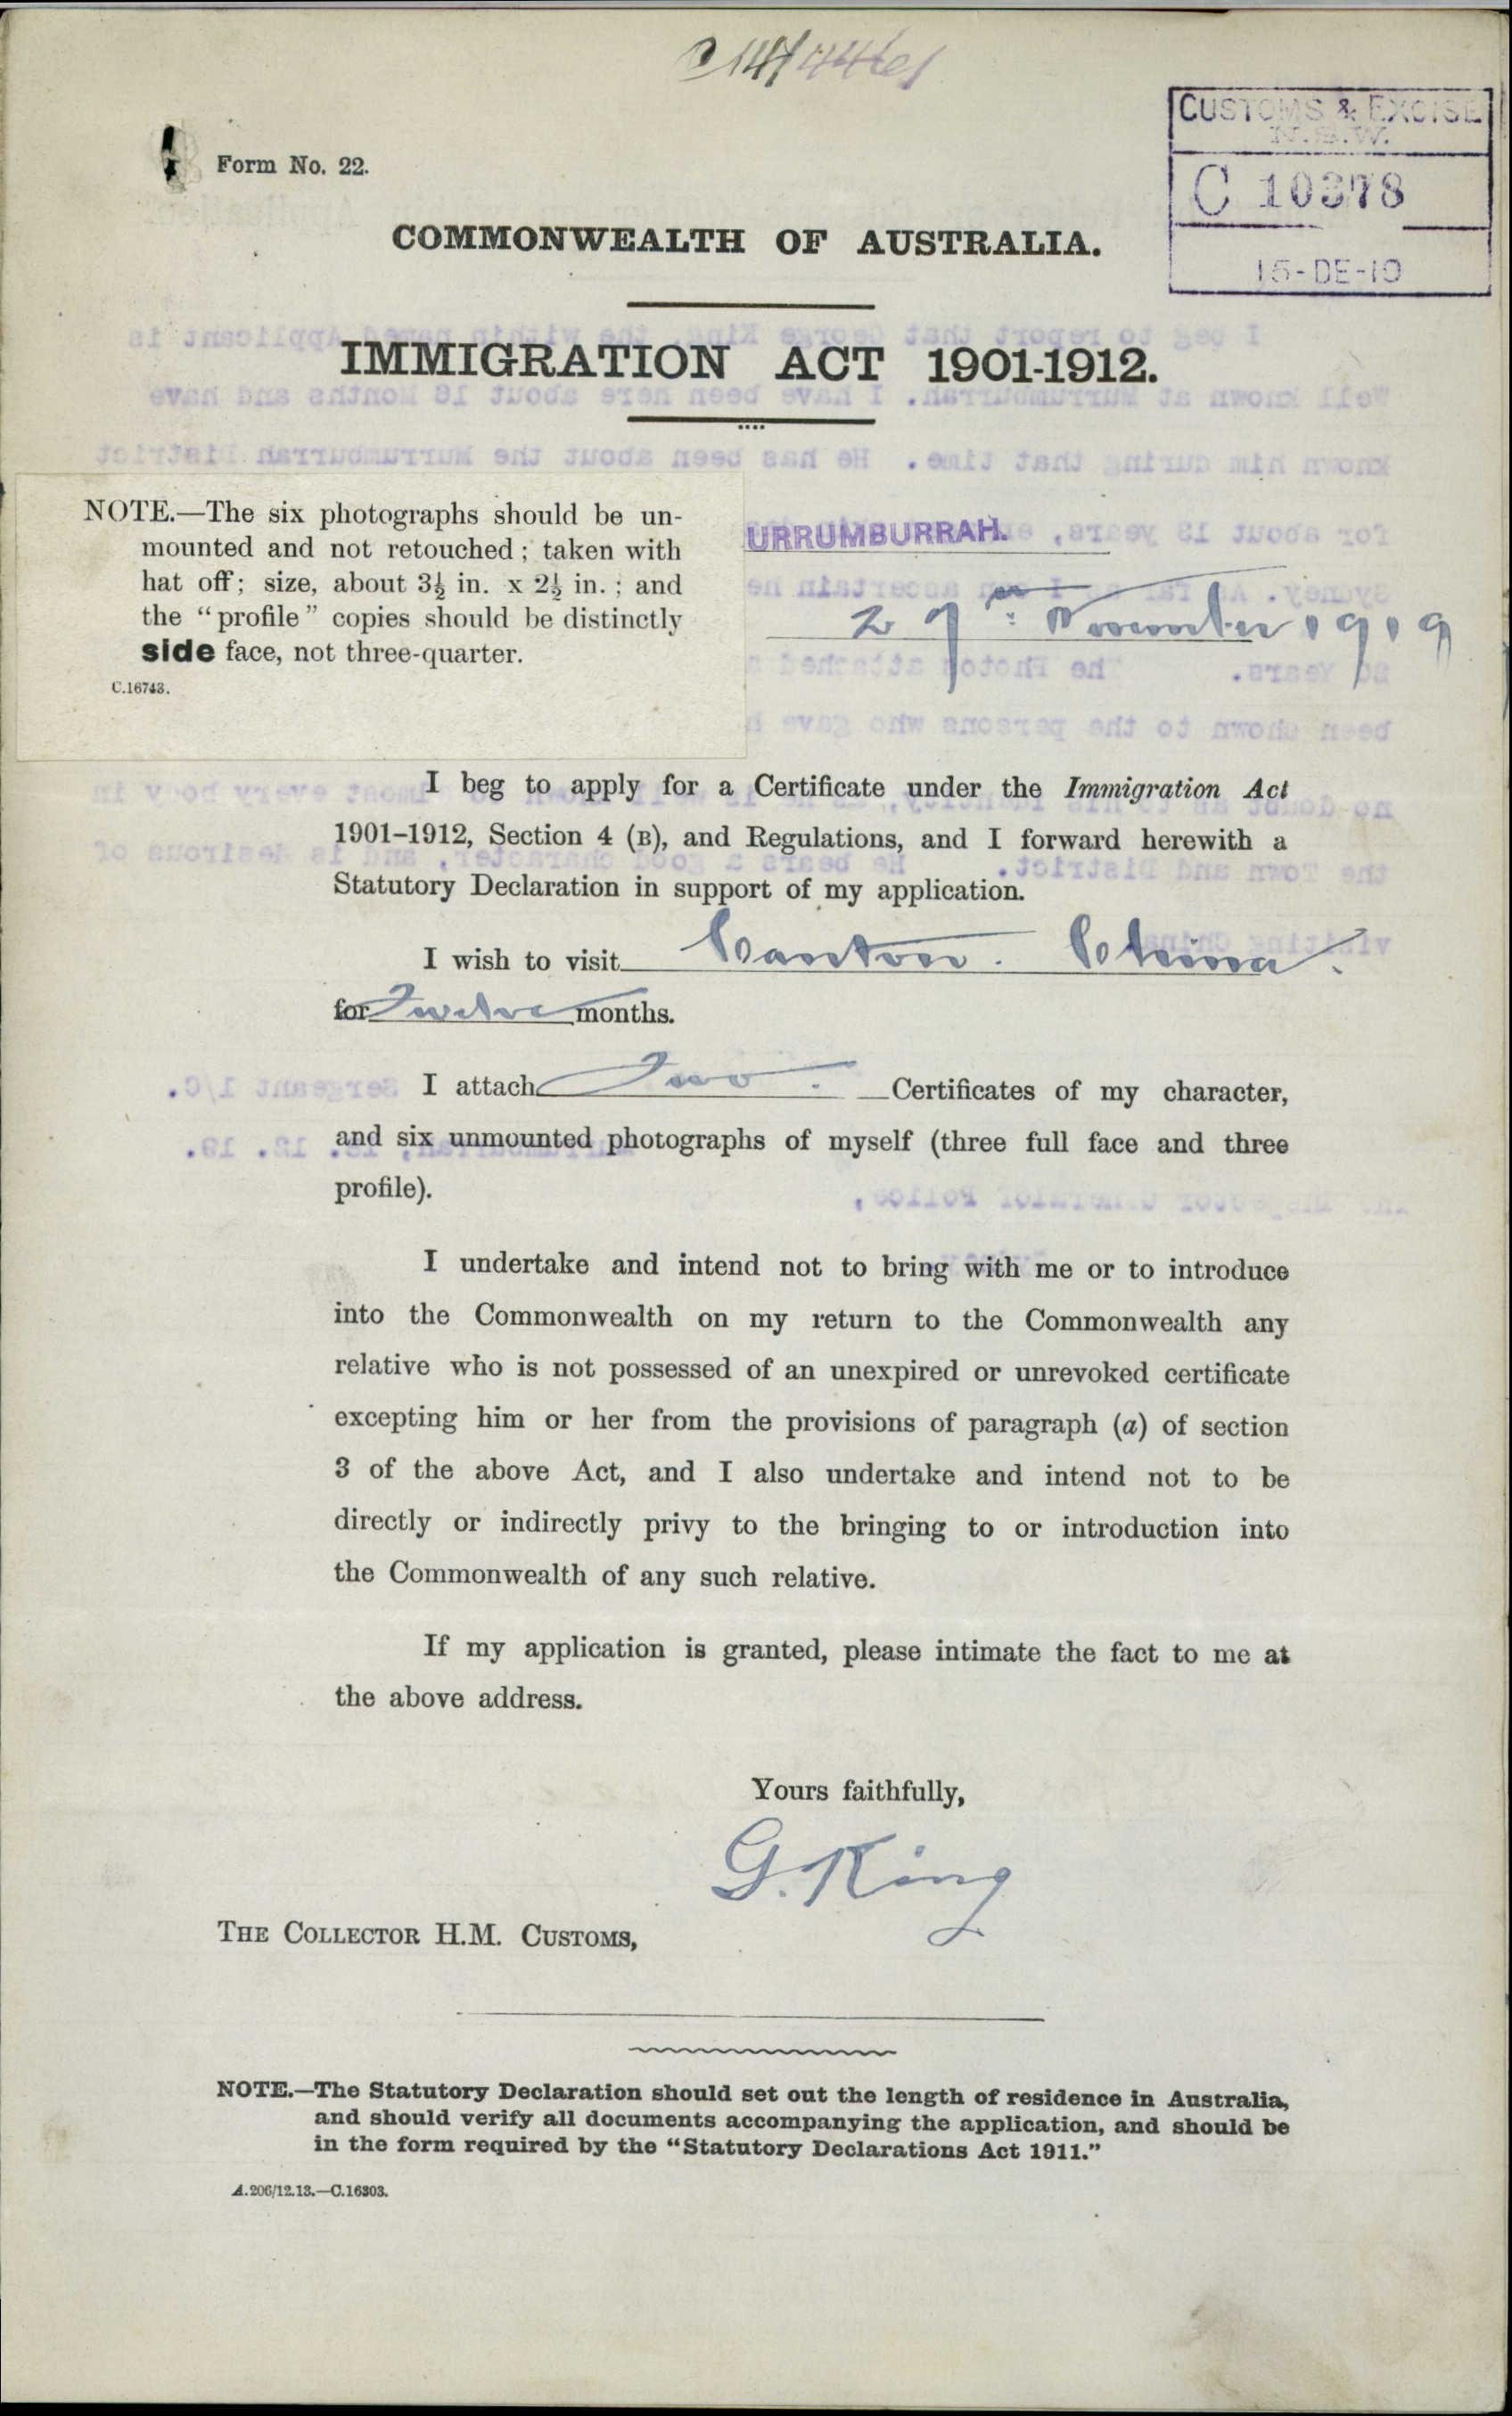 C14/4461
CUSTOMS & EXCISE
N.S.W.
C 10378
15-DE-19
Form No. 22.
COMMONWEALTH OF AUSTRALIA.
IMMIGRATION ACT 1901-1912.
NOTE.—The six photographs should be un-
mounted and not retouched; taken with
hat off; size, about 3½ in. x 2½ in.; and
the "profile" copies should be distinctly
side face, not three-quarter.
C.16743.
URRUMBURRAH.
29th November 1919
I beg to apply for a Certificate under the Immigration Act
1901–1912, Section 4 (B), and Regulations, and I forward herewith a
Statutory Declaration in support of my application.
I wish to visit Canton. China.
for Twelve months.
I attach Two. Certificates of my character,
and six unmounted photographs of myself (three full face and three
profile).
I undertake and intend not to bring with me or to introduce
into the Commonwealth on my return to the Commonwealth any
relative who is not possessed of an unexpired or unrevoked certificate
excepting him or her from the provisions of paragraph (a) of section
3 of the above Act, and I also undertake and intend not to be
directly or indirectly privy to the bringing to or introduction into
the Commonwealth of any such relative.
If my application is granted, please intimate the fact to me at
the above address.
Yours faithfully,
G. King
THE COLLECTOR H.M. CUSTOMS,
NOTE.—The Statutory Declaration should set out the length of residence in Australia,
and should verify all documents accompanying the application, and should be
in the form required by the "Statutory Declarations Act 1911."
A.206/12.13.—C.16303.